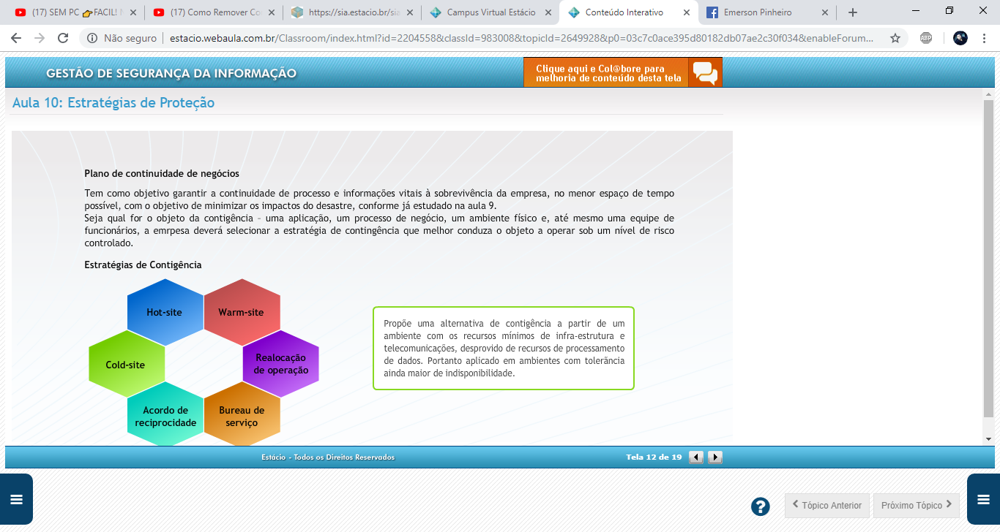 (17) SEM PC 👉FACIL! N
(17) Como Remover Co
https://sia.estacio.br/sia
Campus Virtual Estácio
Conteúdo Interativo
Emerson Pinheiro
Não seguro
estacio.webaula.com.br/Classroom/index.html?id=2204558&classId=983008&topicId=2649928&p0=03c7c0ace395d80182db07ae2c30f034&enableForum...
ABP
GESTÃO DE SEGURANÇA DA INFORMAÇÃO
Clique aqui e Col@bore para
melhoria de conteúdo desta tela
Aula 10: Estratégias de Proteção
Plano de continuidade de negócios
Tem como objetivo garantir a continuidade de processo e informações vitais à sobrevivência da empresa, no menor espaço de tempo
possível, com o objetivo de minimizar os impactos do desastre, conforme já estudado na aula 9.
Seja qual for o objeto da contigência – uma aplicação, um processo de negócio, um ambiente físico e, até mesmo uma equipe de
funcionários, a emrpesa deverá selecionar a estratégia de contingência que melhor conduza o objeto a operar sob um nível de risco
controlado.
Estratégias de Contigência
Hot-site
Warm-site
Cold-site
Realocação
de operação
Acordo de
reciprocidade
Bureau de
serviço
Propõe uma alternativa de contigência a partir de um
ambiente com os recursos mínimos de infra-estrutura e
telecomunicações, desprovido de recursos de processamento
de dados. Portanto aplicado em ambientes com tolerância
ainda maior de indisponibilidade.
Estácio - Todos os Direitos Reservados
Tela 12 de 19
?
Tópico Anterior
Próximo Tópico